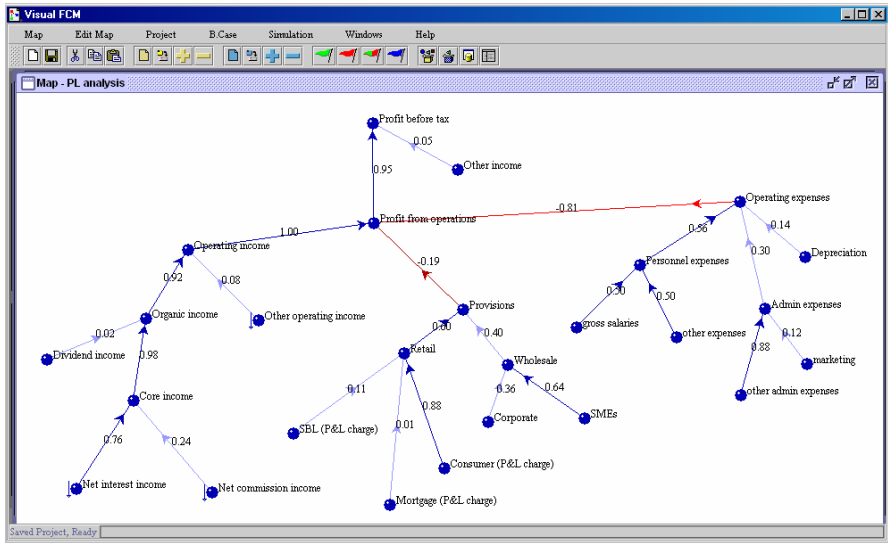 Visual FCM
Map Edit Map Project B.Case Simulation Windows Help
Map - PL analysis
Profit before tax
0.05
Other income
0.95
Operating expenses
-0.81
Profit from operations
0.56
0.14
1.00
Operating income
0.30
Depreciation
Personnel expenses
-0.19
0.92
0.08
0.50
Admin expenses
Provisions
Organic income
Other operating income
gross salaries
0.02
0.40
other expenses
0.12
Retail
0.88
Dividend income
0.98
Wholesale
marketing
0.11
0.36
0.64
Core income
0.88
other admin expenses
0.01
SMEs
Corporate
SBL (P&L charge)
0.76
0.24
Consumer (P&L charge)
Net interest income
Net commission income
Mortgage (P&L charge)
Saved Project, Ready